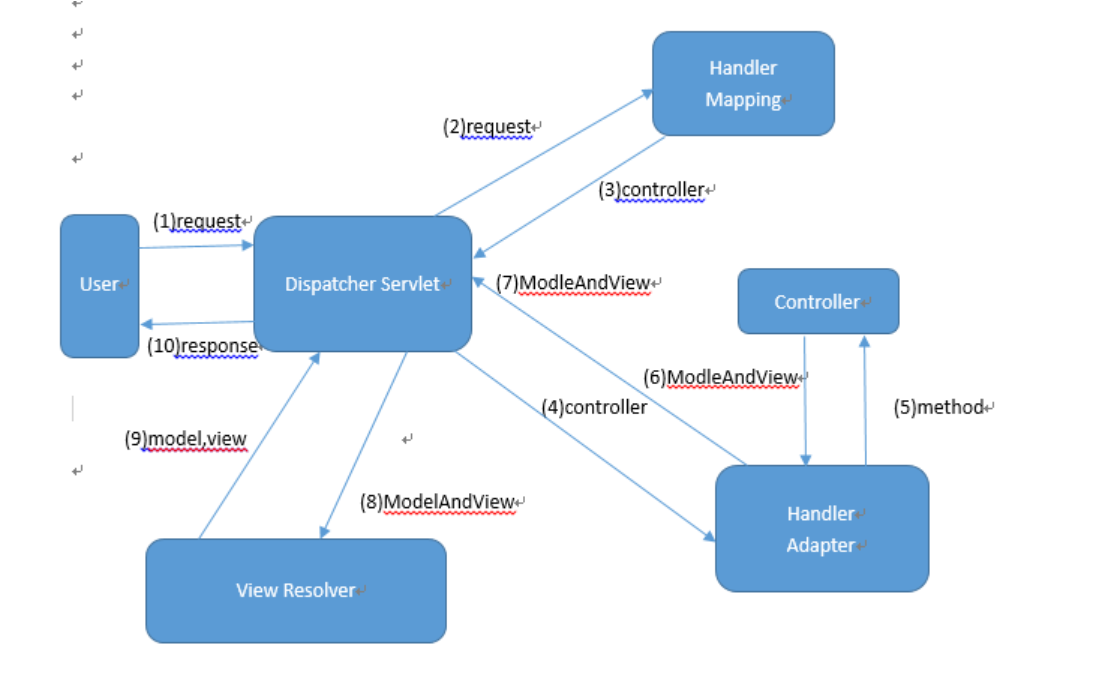 Handler
Mapping
(2)request
(3)controller
(1)request
User
Dispatcher Servlet
(7)ModleAndView
Controller
(10)response
(6)ModleAndView
(4)controller
(5)method
(9)model,view
(8)ModelAndView
Handler
Adapter
View Resolver